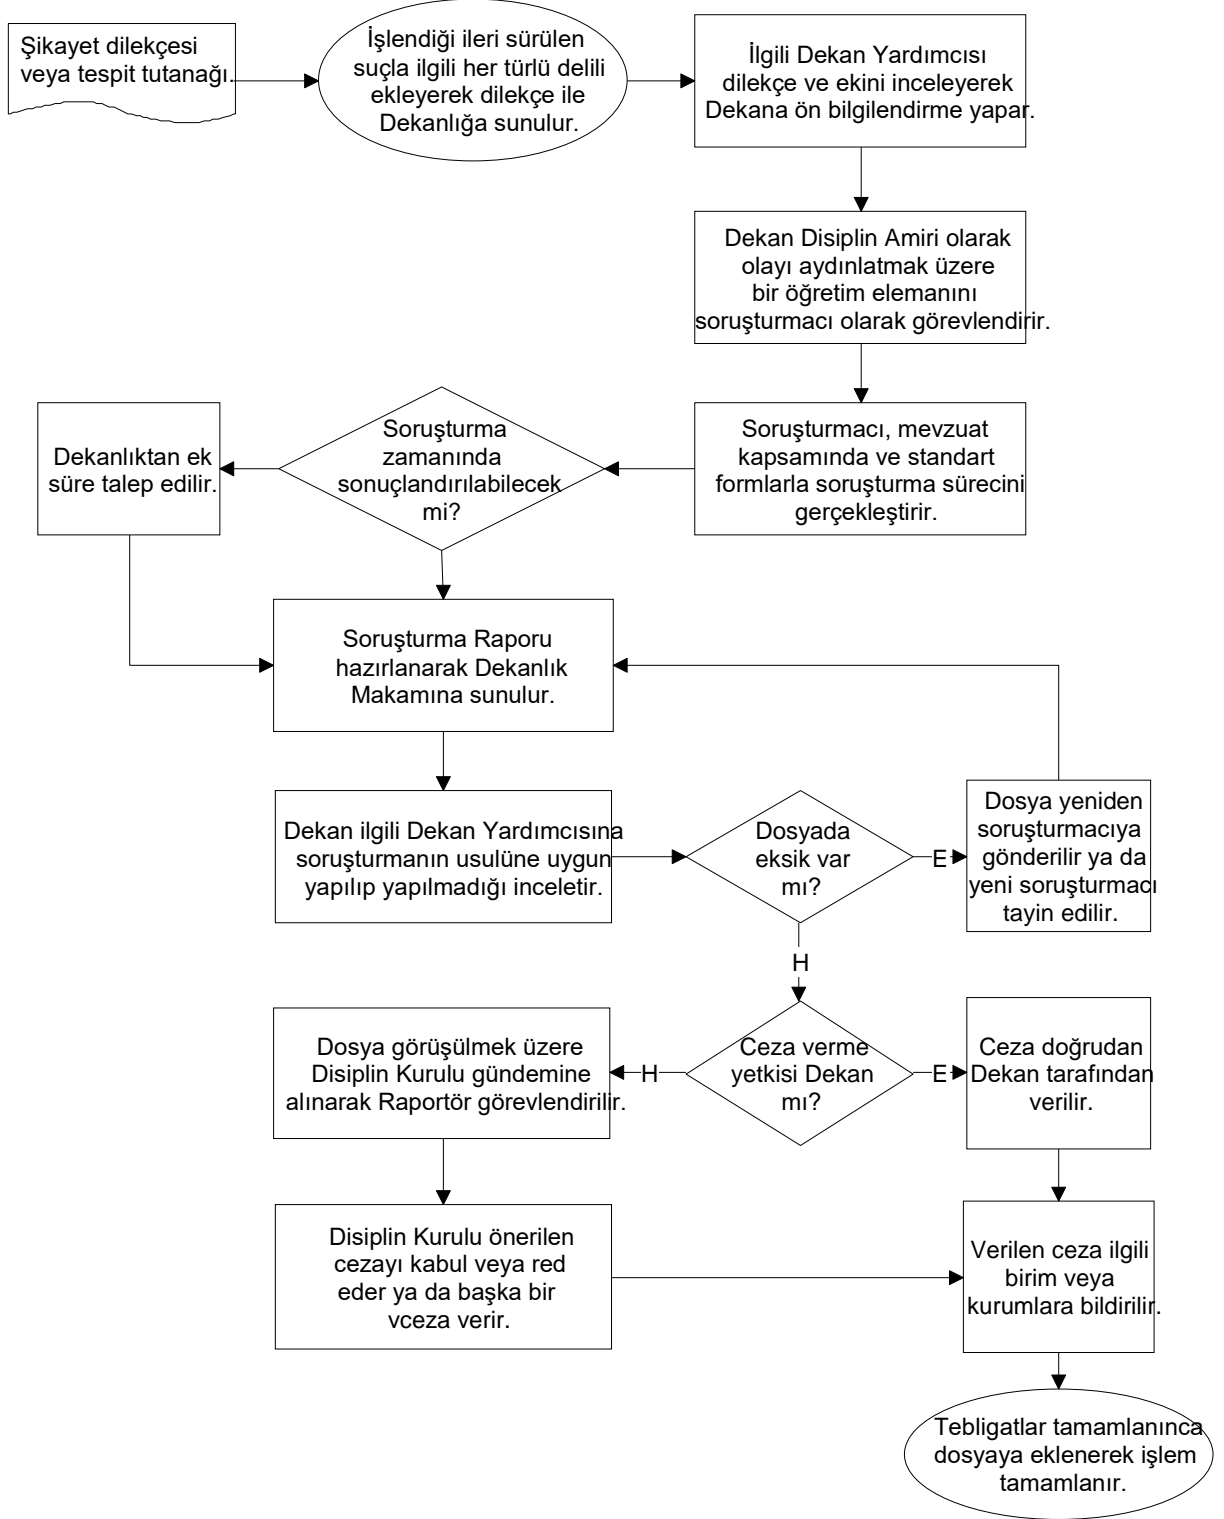 Şikayet dilekçesi
veya tespit tutanağı.
İşlendiği ileri sürülen
suçla ilgili her türlü delili
ekleyerek dilekçe ile
Dekanlığa sunulur.
İlgili Dekan Yardımcısı
dilekçe ve ekini inceleyerek
Dekana ön bilgilendirme yapar.
Dekan Disiplin Amiri olarak
olayı aydınlatmak üzere
bir öğretim elemanını
soruşturmacı olarak görevlendirir.
Soruşturmacı, mevzuat
kapsamında ve standart
formlarla soruşturma sürecini
gerçekleştirir.
Soruşturma
zamanında
sonuçlandırılabilecek
mi?
Dekanlıktan ek
süre talep edilir.
Soruşturma Raporu
hazırlanarak Dekanlık
Makamına sunulur.
Dekan ilgili Dekan Yardımcısına
soruşturmanın usulüne uygun
yapılıp yapılmadığı inceletir.
Dosyada
eksik var
mı?
E
Dosya yeniden
soruşturmacıya
gönderilir ya da
yeni soruşturmacı
tayin edilir.
H
Ceza verme
yetkisi Dekan
mı?
H
Dosya görüşülmek üzere
Disiplin Kurulu gündemine
alınarak Raportör görevlendirilir.
E
Ceza doğrudan
Dekan tarafından
verilir.
Disiplin Kurulu önerilen
cezayı kabul veya red
eder ya da başka bir
vceza verir.
Verilen ceza ilgili
birim veya
kurumlara bildirilir.
Tebligatlar tamamlanınca
dosyaya eklenerek işlem
tamamlanır.